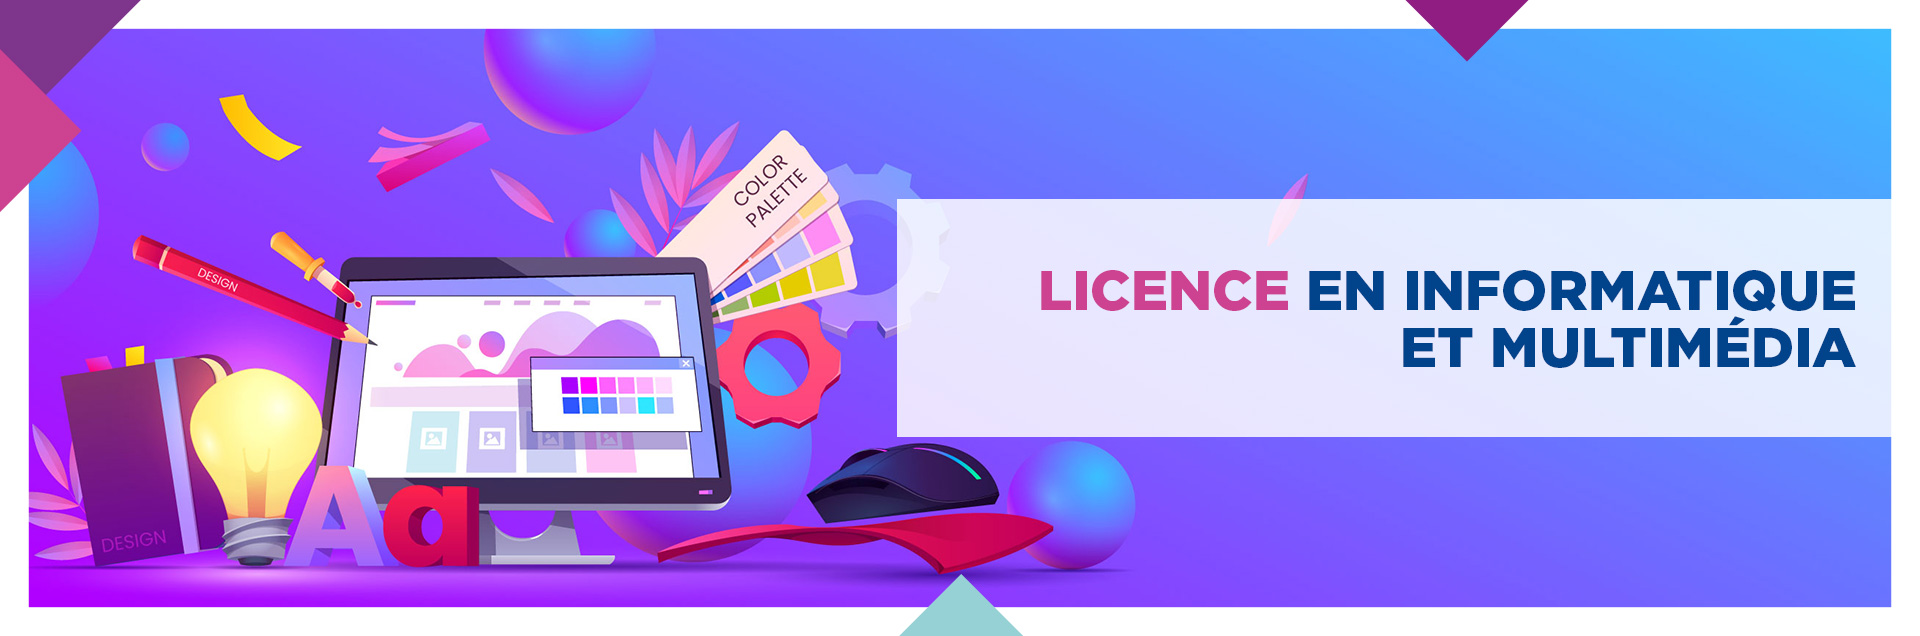 COLOR
PALETTE
DESIGN
LICENCE EN INFORMATIQUE
ET MULTIMÉDIA
Aa
DESIGN